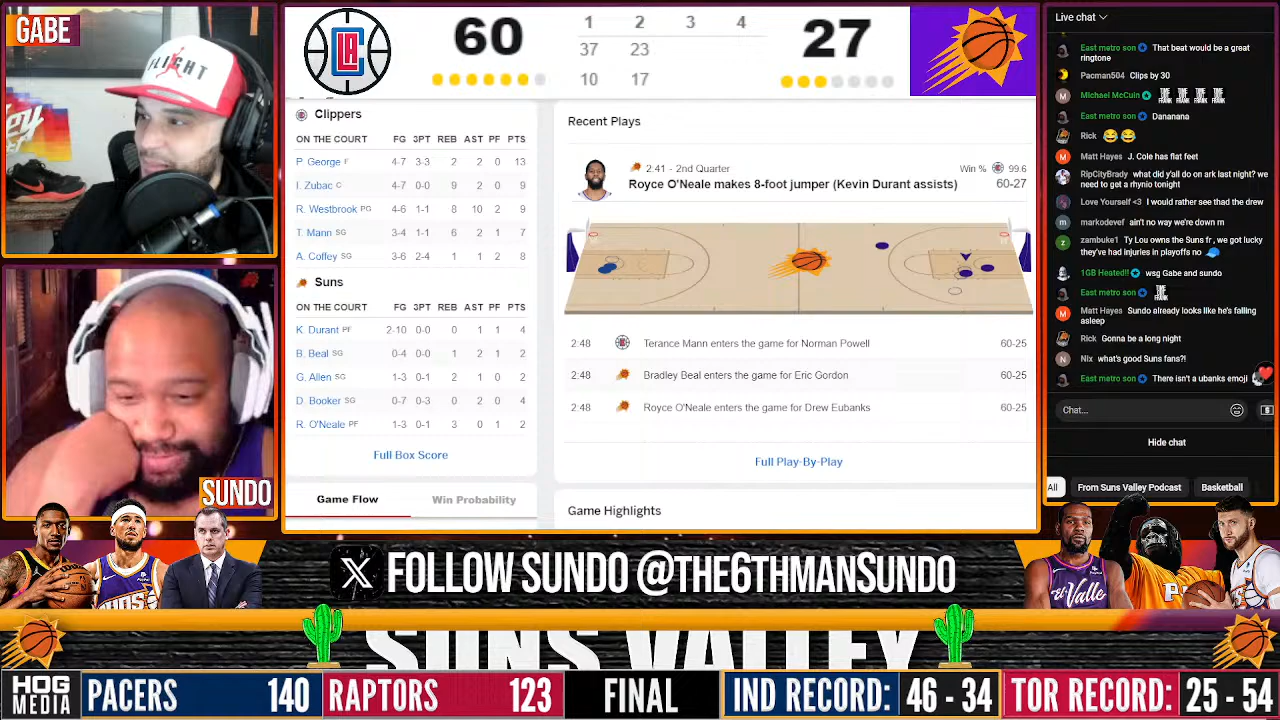 GABE
FLIGHT
SUNDO
LA
60
1 2 3 4
37 23
10 17
27
Clippers
ON THE COURT FG 3PT REB AST PF PTS
P. George F 4-7 3-3 2 2 0 13
I. Zubac C 4-7 0-0 9 2 0 9
R. Westbrook PG 4-6 1-1 8 10 2 9
T. Mann SG 3-4 1-1 6 2 1 7
A. Coffey SG 3-6 2-4 1 1 2 8
Suns
ON THE COURT FG 3PT REB AST PF PTS
K. Durant PF 2-10 0-0 0 1 1 4
B. Beal SG 0-4 0-0 1 2 1 2
G. Allen SG 1-3 0-1 2 1 0 2
D. Booker SG 0-7 0-3 2 2 0 4
R. O'Neale PF 1-3 0-1 3 0 1 2
Full Box Score
Game Flow Win Probability
Recent Plays
2.41 - 2nd Quarter Win % 99.6
Royce O'Neale makes 8-foot jumper (Kevin Durant assists) 60-27
2:48 Terance Mann enters the game for Norman Powell 60-25
2:48 Bradley Beal enters the game for Eric Gordon 60-25
2:48 Royce O'Neale enters the game for Drew Eubanks 60-25
Full Play-By-Play
Game Highlights
Live chat
East metro son That beat would be a great
ringtone
Pacman504 Clips by 30
Michael McCuin
East metro son Dananana
Rick 😂😂
Matt Hayes J. Cole has flat feet
RipCityBrady what did y'all do on ark last night? we
need to get a rhynio tonight
Love Yourself <3 I would rather see thad the drew
markodevef ain't no way we're down rn
zambuke1 Ty Lou owns the Suns fr , we got lucky
they've had injuries in playoffs no 🧢
1GB Heated!! wsg Gabe and sundo
East metro son
Matt Hayes Sundo already looks like he's falling
asleep
Rick Gonna be a long night
Nix what's good Suns fans?!
East metro son There isn't a ubanks emoji
Chat...
Hide chat
All From Suns Valley Podcast Basketball
X FOLLOW SUNDO @THE6THMANSUNDO
El Valle
SUNS VALLEY
HOG
MEDIA
PACERS 140 RAPTORS 123 FINAL IND RECORD: 46 - 34 TOR RECORD: 25 - 54